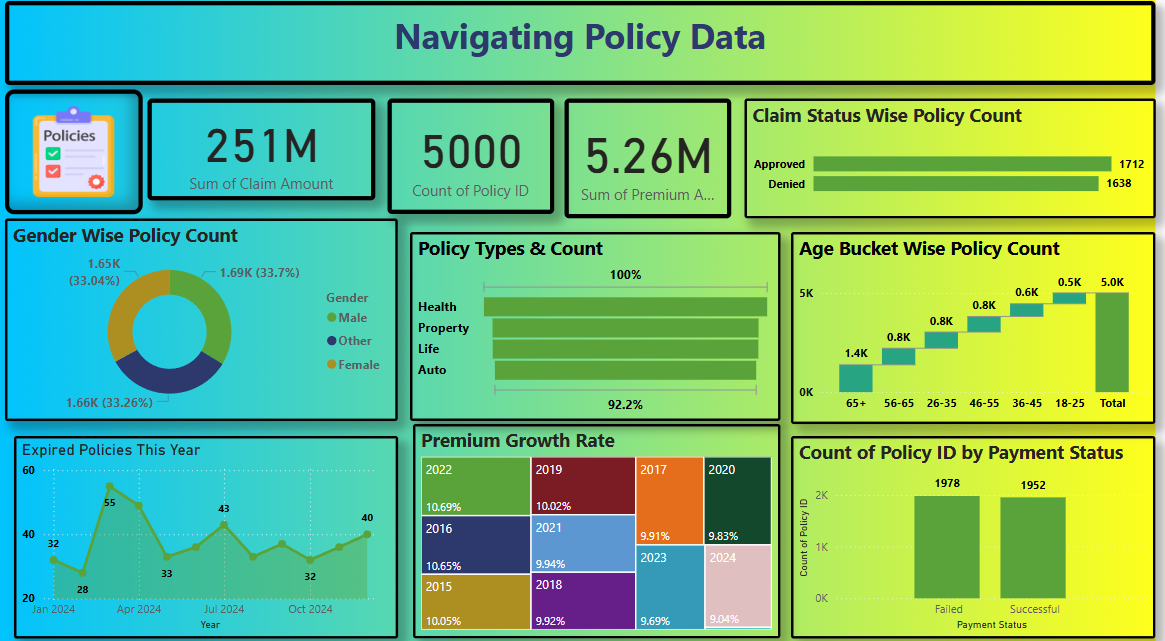 Navigating Policy Data
Policies
251M
Sum of Claim Amount
5000
Count of Policy ID
5.26M
Sum of Premium A...
Claim Status Wise Policy Count
Approved 1712
Denied 1638
Gender Wise Policy Count
1.65K
(33.04%)
1.69K (33.7%)
1.66K (33.26%)
Gender
Male
Other
Female
Policy Types & Count
100%
Health
Property
Life
Auto
92.2%
Age Bucket Wise Policy Count
5K
0K
1.4K 0.8K 0.8K 0.8K 0.6K 0.5K 5.0K
65+ 56-65 26-35 46-55 36-45 18-25 Total
Expired Policies This Year
60
40
20
32
28
55
33
43
32
40
Jan 2024 Apr 2024 Jul 2024 Oct 2024
Year
Premium Growth Rate
2022
10.69%
2016
10.65%
2015
10.05%
2019
10.02%
2021
9.94%
2018
9.92%
2017
9.91%
2020
9.83%
2023
9.69%
2024
9.04%
Count of Policy ID by Payment Status
Count of Policy ID
2K
1K
0K
1978 1952
Failed Successful
Payment Status